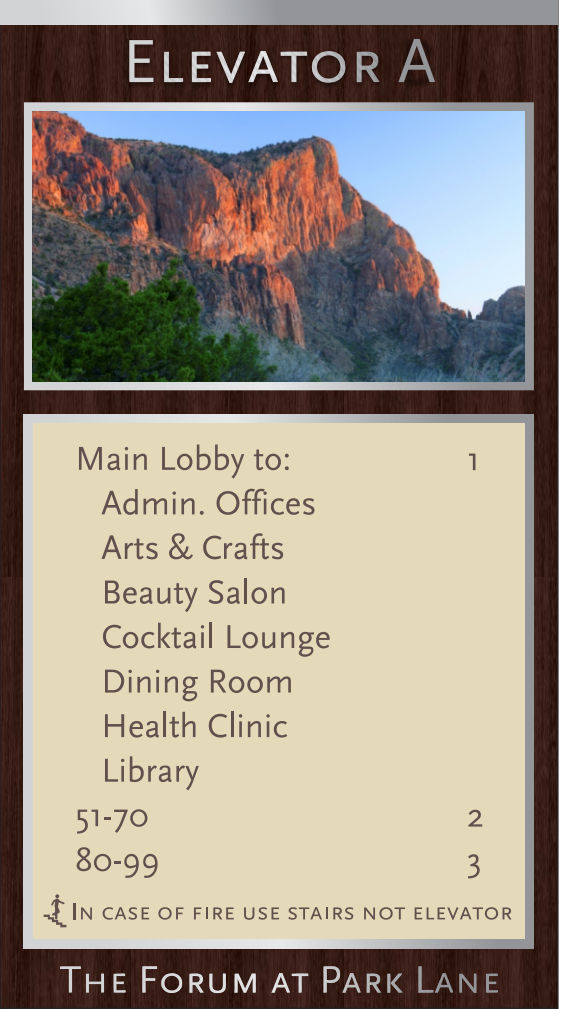 ELEVATOR A
Main Lobby to: 1
Admin. Offices
Arts & Crafts
Beauty Salon
Cocktail Lounge
Dining Room
Health Clinic
Library
51-70 2
80-99 3
IN CASE OF FIRE USE STAIRS NOT ELEVATOR
THE FORUM AT PARK LANE